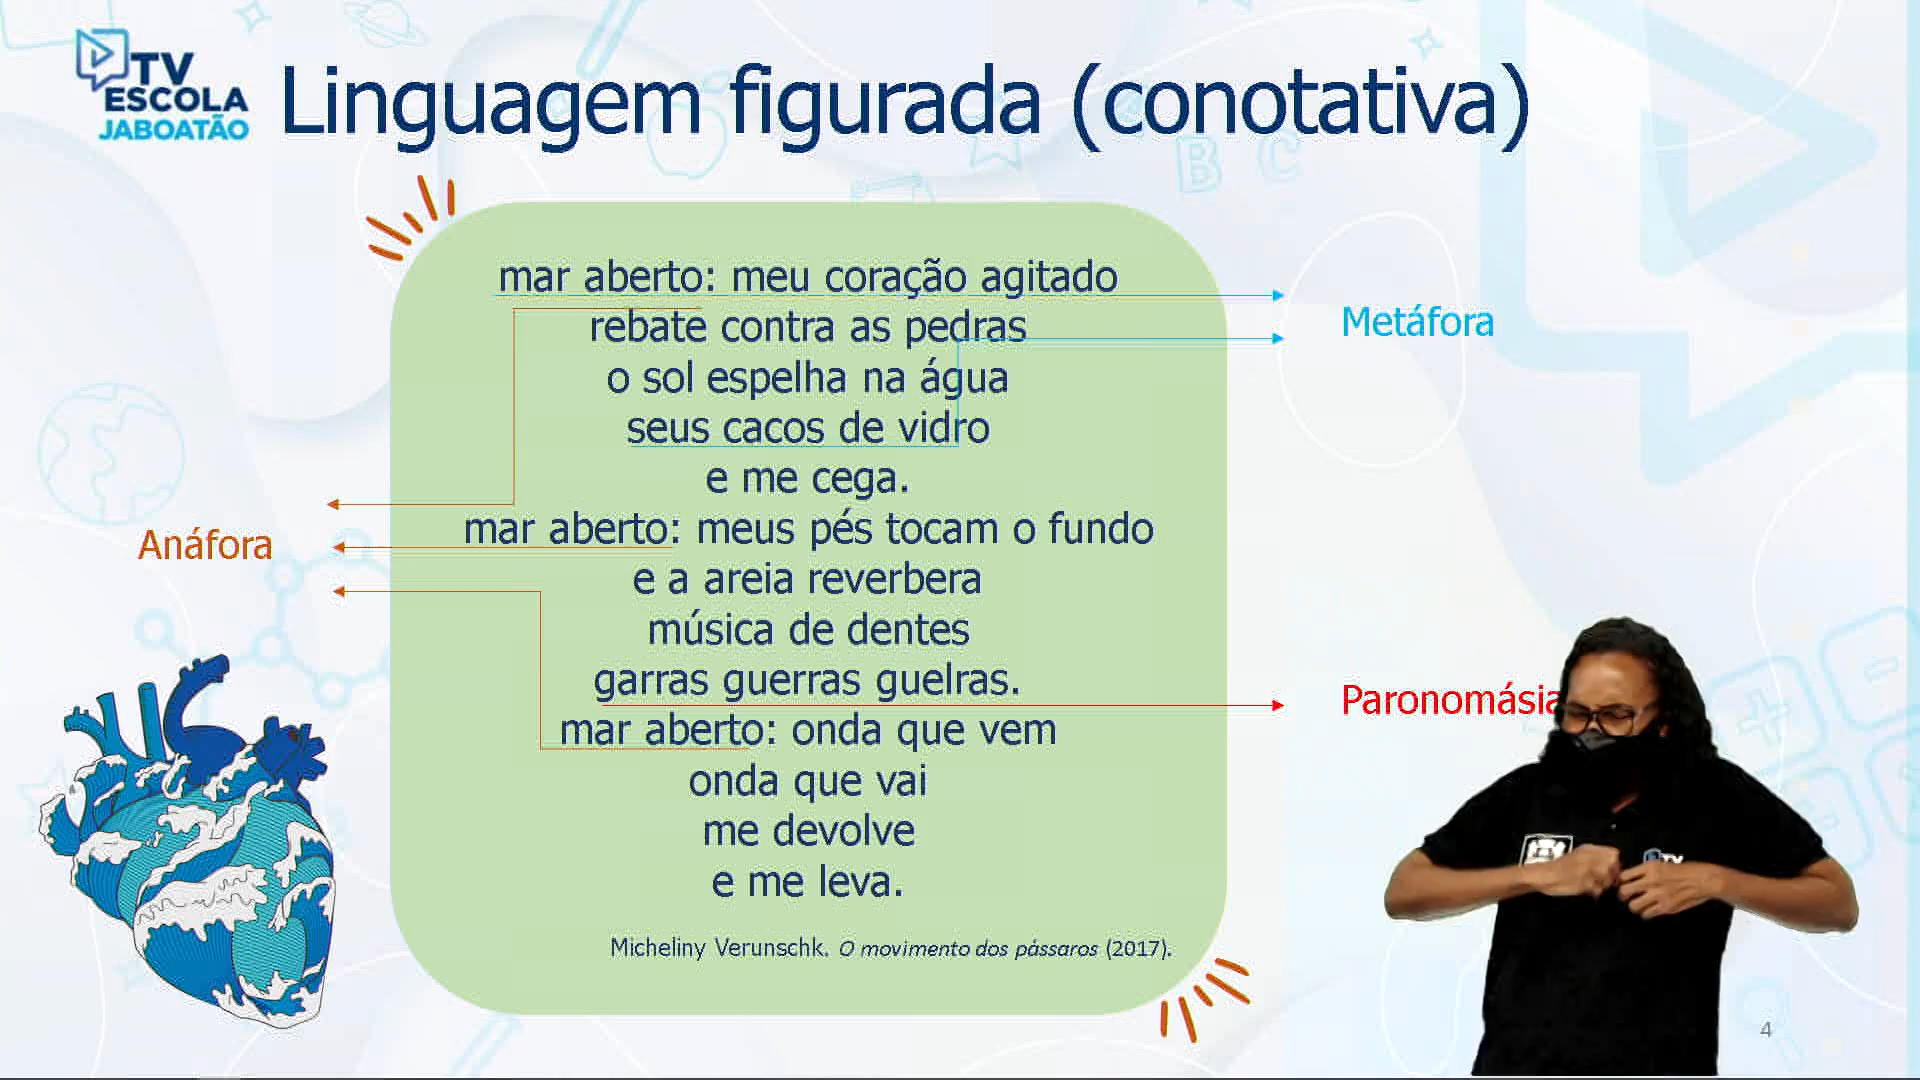 TV
ESCOLA
JABOATÃO
Linguagem figurada (conotativa)
mar aberto: meu coração agitado
rebate contra as pedras
o sol espelha na água
seus cacos de vidro
e me cega.
mar aberto: meus pés tocam o fundo
e a areia reverbera
música de dentes
garras guerras guelras.
mar aberto: onda que vem
onda que vai
me devolve
e me leva.
Micheliny Verunschk. O movimento dos pássaros (2017).
Metáfora
Anáfora
Paronomásia
B C
TV
4